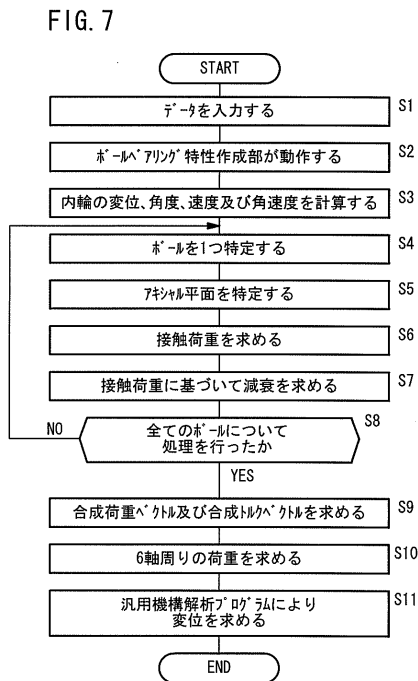 FIG. 7
START
データを入力する S1
ボールベアリング特性作成部が動作する S2
内輪の変位、角度、速度及び角速度を計算する S3
ボールを1つ特定する S4
アキシャル平面を特定する S5
接触荷重を求める S6
接触荷重に基づいて減衰を求める S7
全てのボールについて S8
NO 処理を行ったか
YES
合成荷重ベクトル及び合成トルクベクトルを求める S9
6軸周りの荷重を求める S10
汎用機構解析プログラムにより S11
変位を求める
END